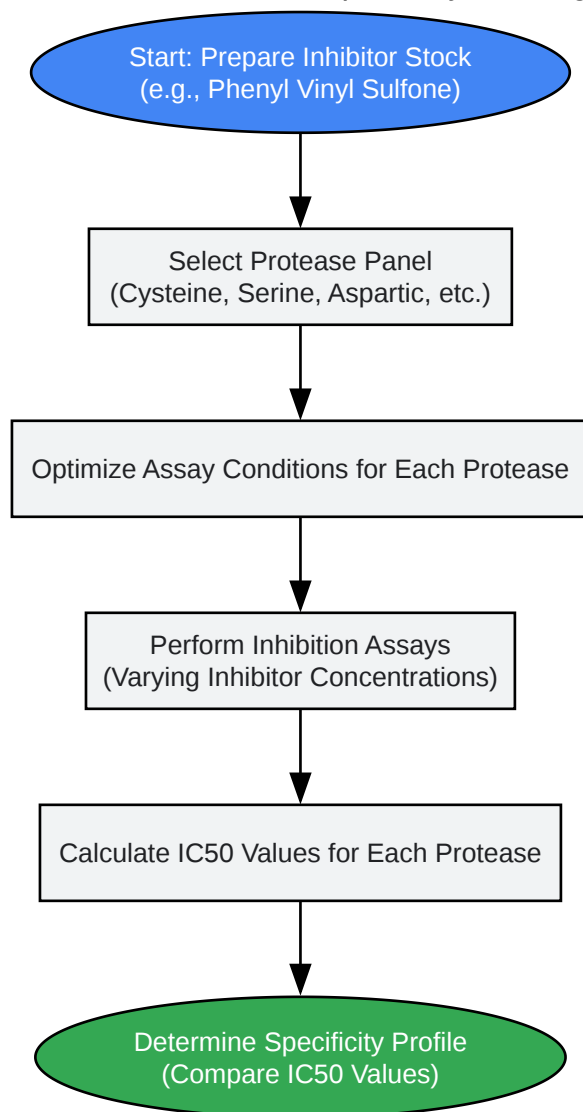 Start: Prepare Inhibitor Stock
(e.g., Phenyl Vinyl Sulfone)
Select Protease Panel
(Cysteine, Serine, Aspartic, etc.)
Optimize Assay Conditions for Each Protease
Perform Inhibition Assays
(Varying Inhibitor Concentrations)
Calculate IC50 Values for Each Protease
Determine Specificity Profile
(Compare IC50 Values)